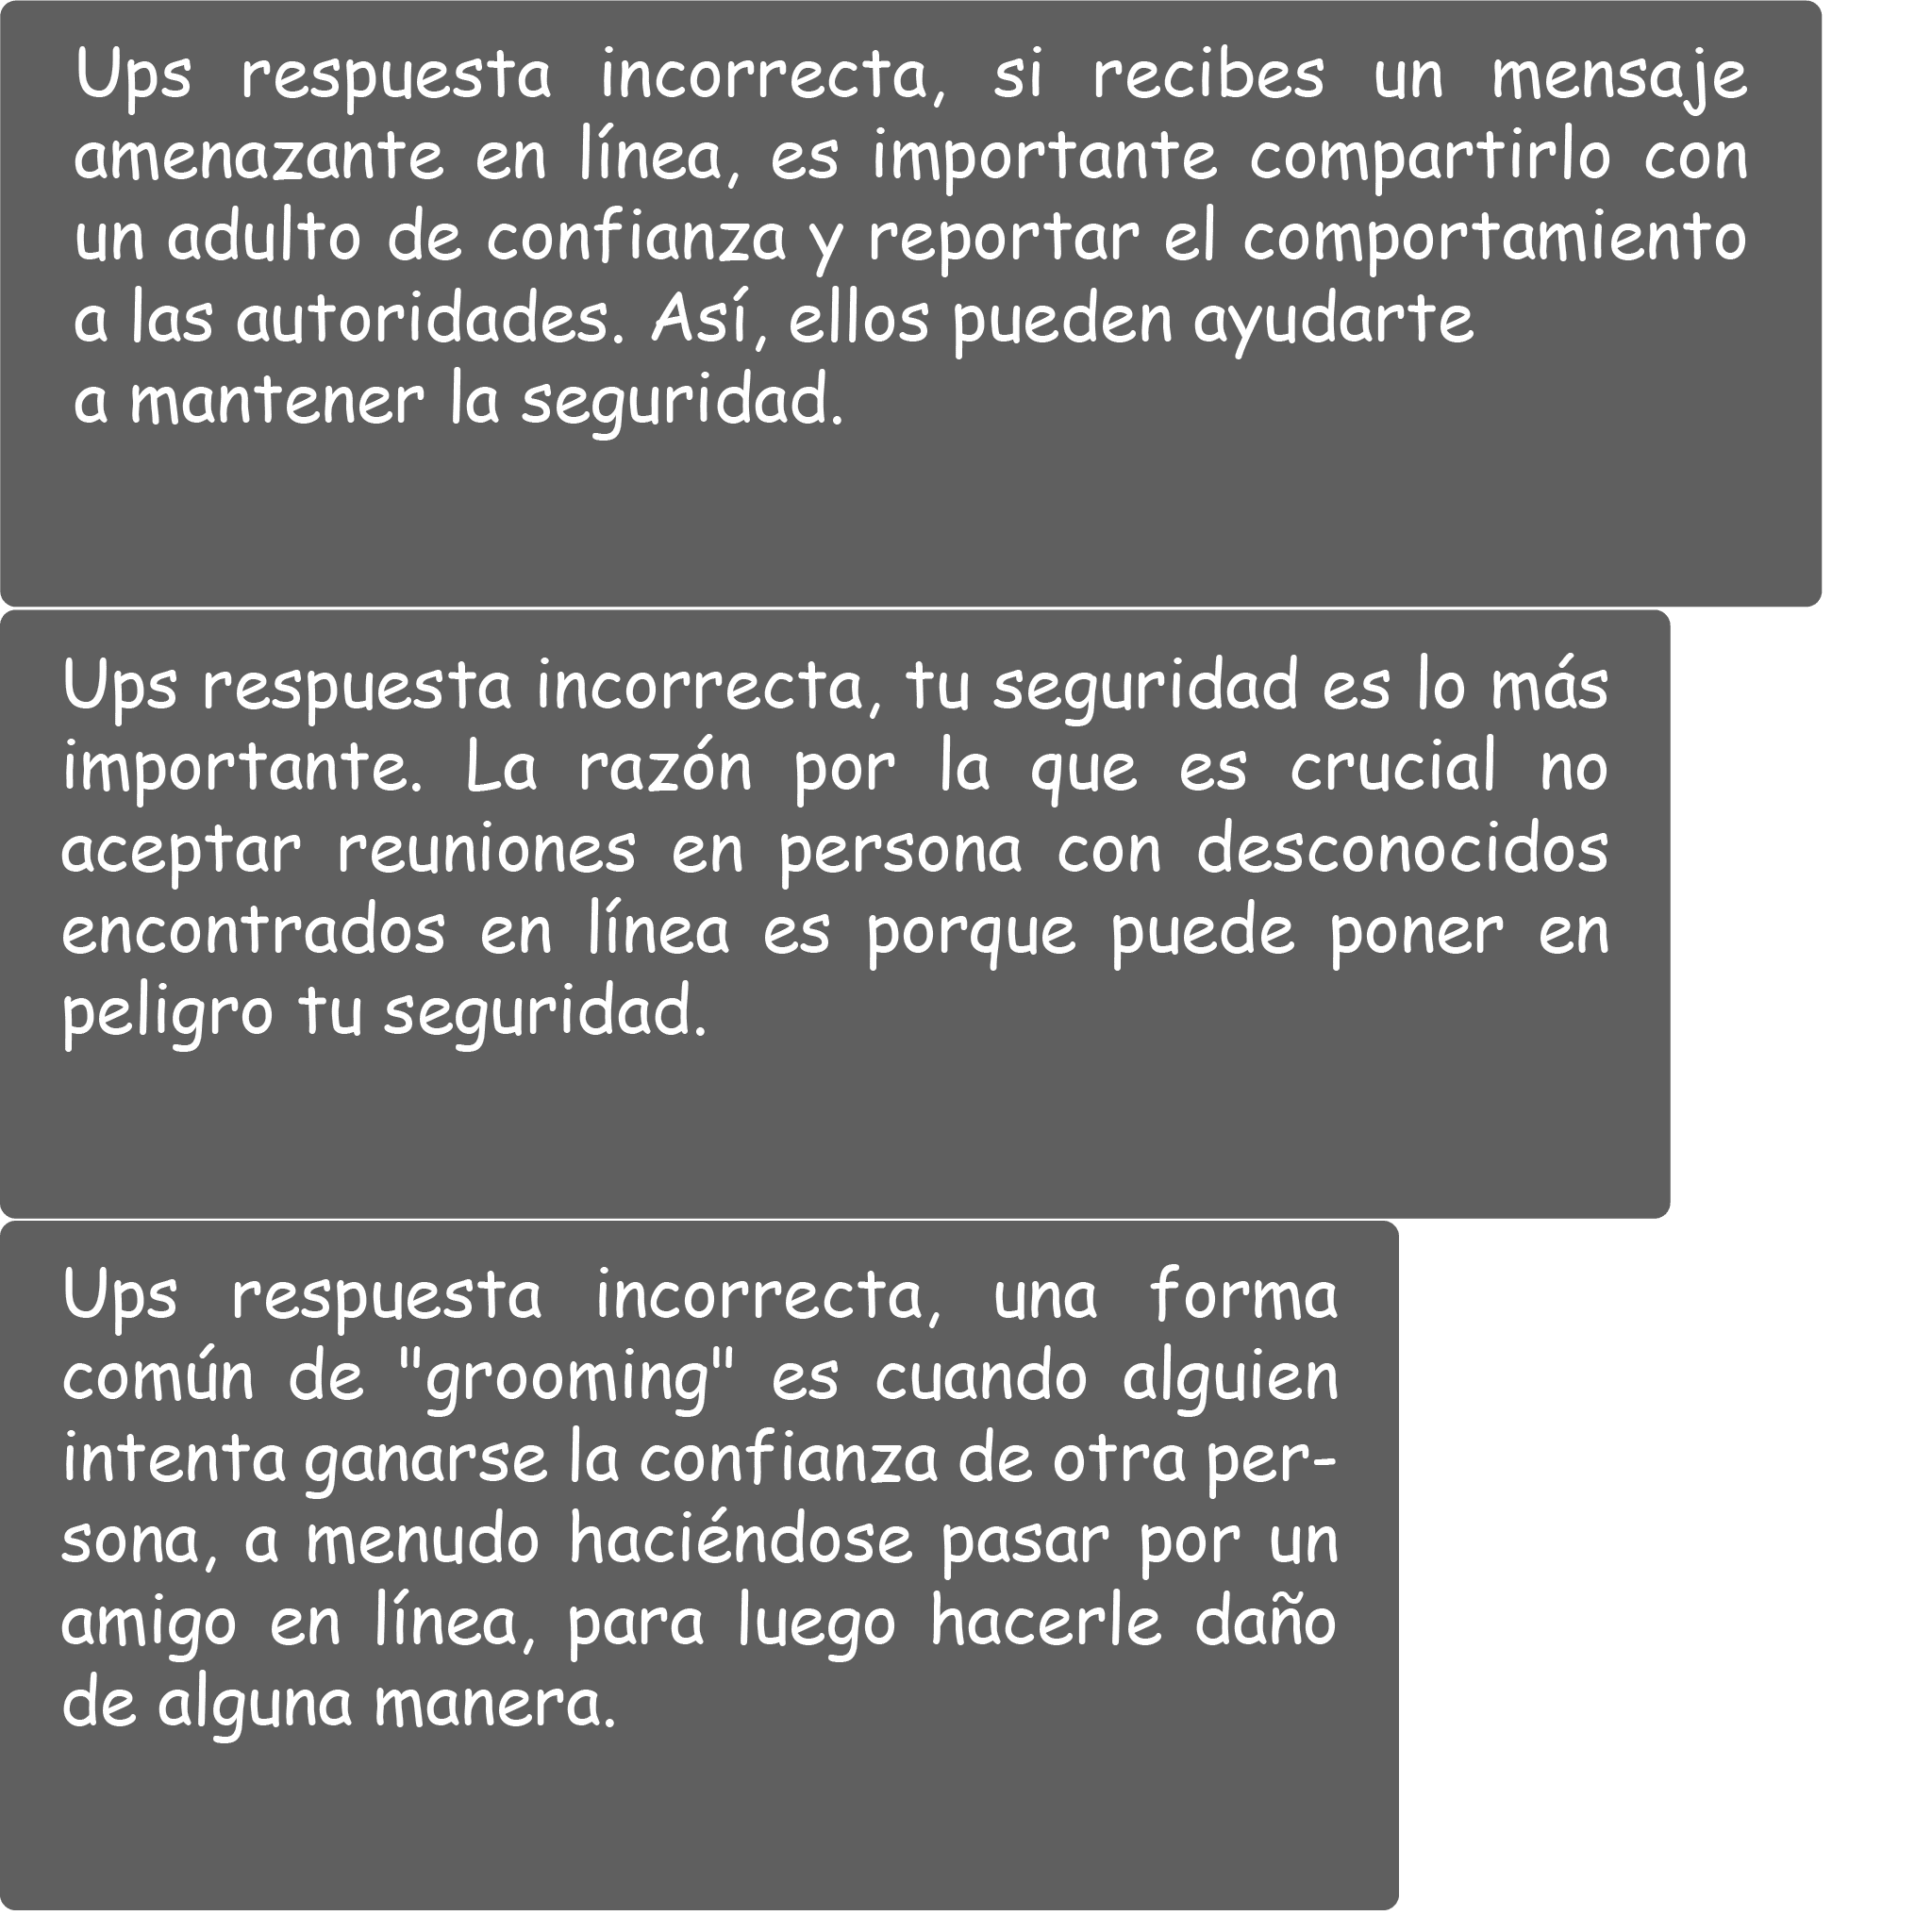 Ups respuesta incorrecta, si recibes un mensaje
amenazante en línea, es importante compartirlo con
un adulto de confianza y reportar el comportamiento
a las autoridades. Así, ellos pueden ayudarte
a mantener la seguridad.
Ups respuesta incorrecta, tu seguridad es lo más
importante. La razón por la que es crucial no
aceptar reuniones en persona con desconocidos
encontrados en línea es porque puede poner en
peligro tu seguridad.
Ups respuesta incorrecta, una forma
común de "grooming" es cuando alguien
intenta ganarse la confianza de otra per-
sona, a menudo haciéndose pasar por un
amigo en línea, para luego hacerle daño
de alguna manera.